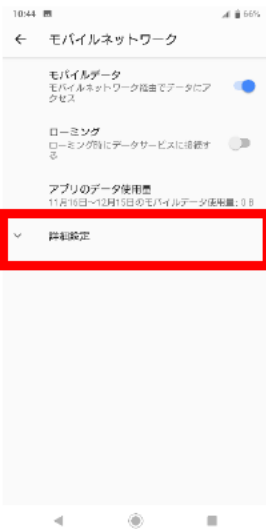 10:44 66%
モバイルネットワーク
モバイルデータ
モバイルネットワーク経由でデータにア
クセス
ローミング
ローミング時にデータサービスに接続す
る
アプリのデータ使用量
11月16日～12月15日のモバイルデータ使用量: 0 B
詳細設定